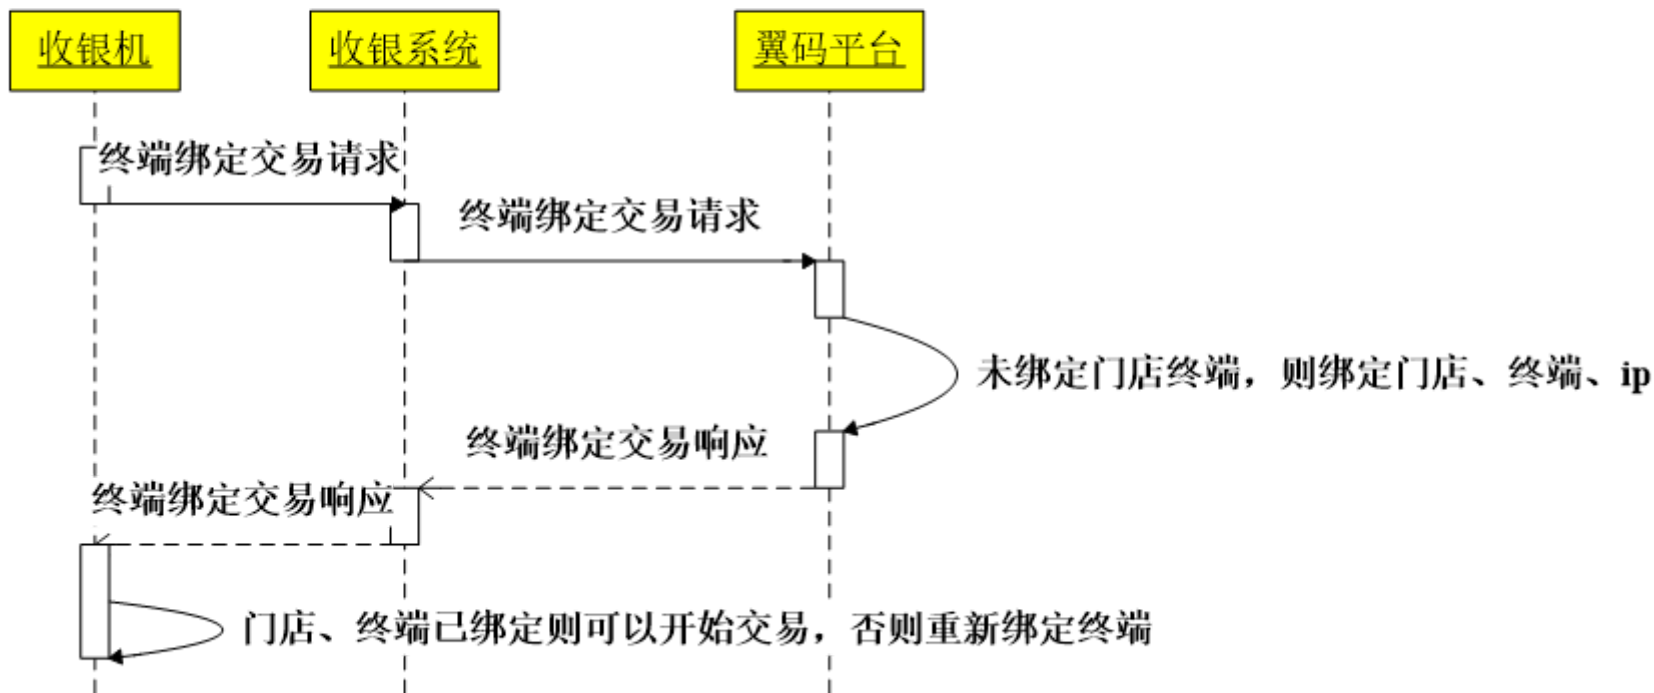 收银机
收银系统
翼码平台
终端绑定交易请求
终端绑定交易请求
未绑定门店终端，则绑定门店、终端、ip
终端绑定交易响应
终端绑定交易响应
门店、终端已绑定则可以开始交易，否则重新绑定终端